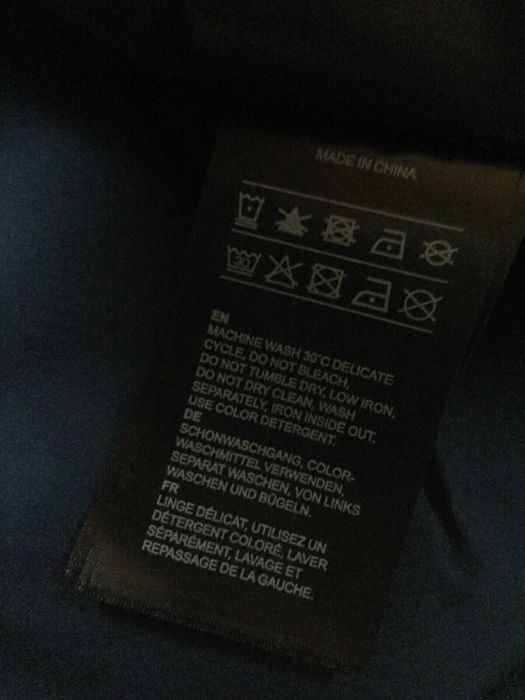 MADE IN CHINA
30
EN
MACHINE WASH 30°C DELICATE
CYCLE, DO NOT BLEACH,
DO NOT TUMBLE DRY, LOW IRON,
DO NOT DRY CLEAN, WASH
SEPARATELY, IRON INSIDE OUT,
USE COLOR DETERGENT.
DE
SCHONWASCHGANG, COLOR-
WASCHMITTEL VERWENDEN,
SEPARAT WASCHEN, VON LINKS
WASCHEN UND BÜGELN.
FR
LINGE DÉLICAT, UTILISEZ UN
DÉTERGENT COLORÉ, LAVER
SÉPARÉMENT, LAVAGE ET
REPASSAGE DE LA GAUCHE.